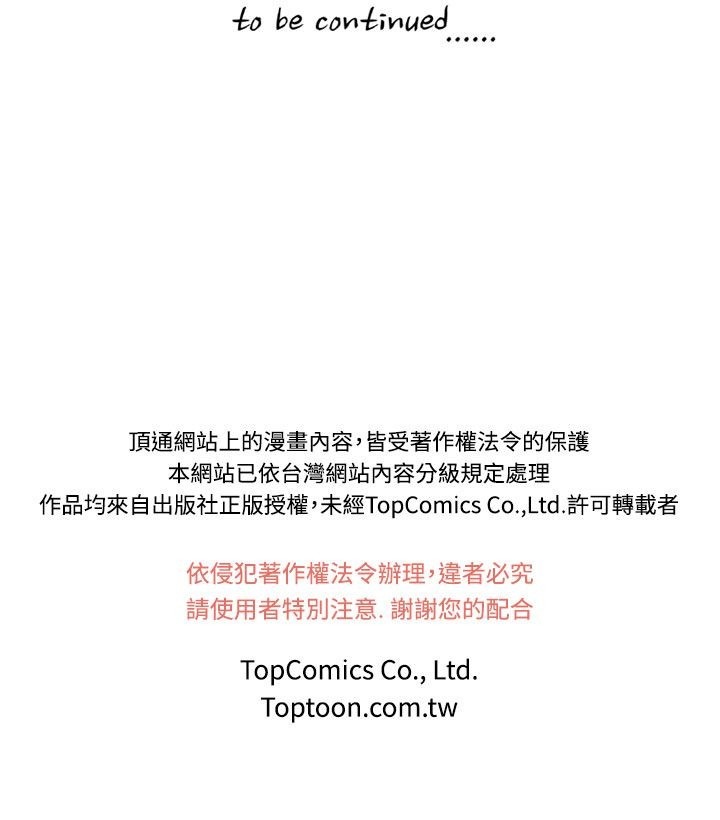 to be continued......
頂通網站上的漫畫內容，皆受著作權法令的保護
本網站已依台灣網站內容分級規定處理
作品均來自出版社正版授權，未經TopComics Co.,Ltd.許可轉載者
依侵犯著作權法令辦理，違者必究
請使用者特別注意. 謝謝您的配合
TopComics Co., Ltd.
Toptoon.com.tw